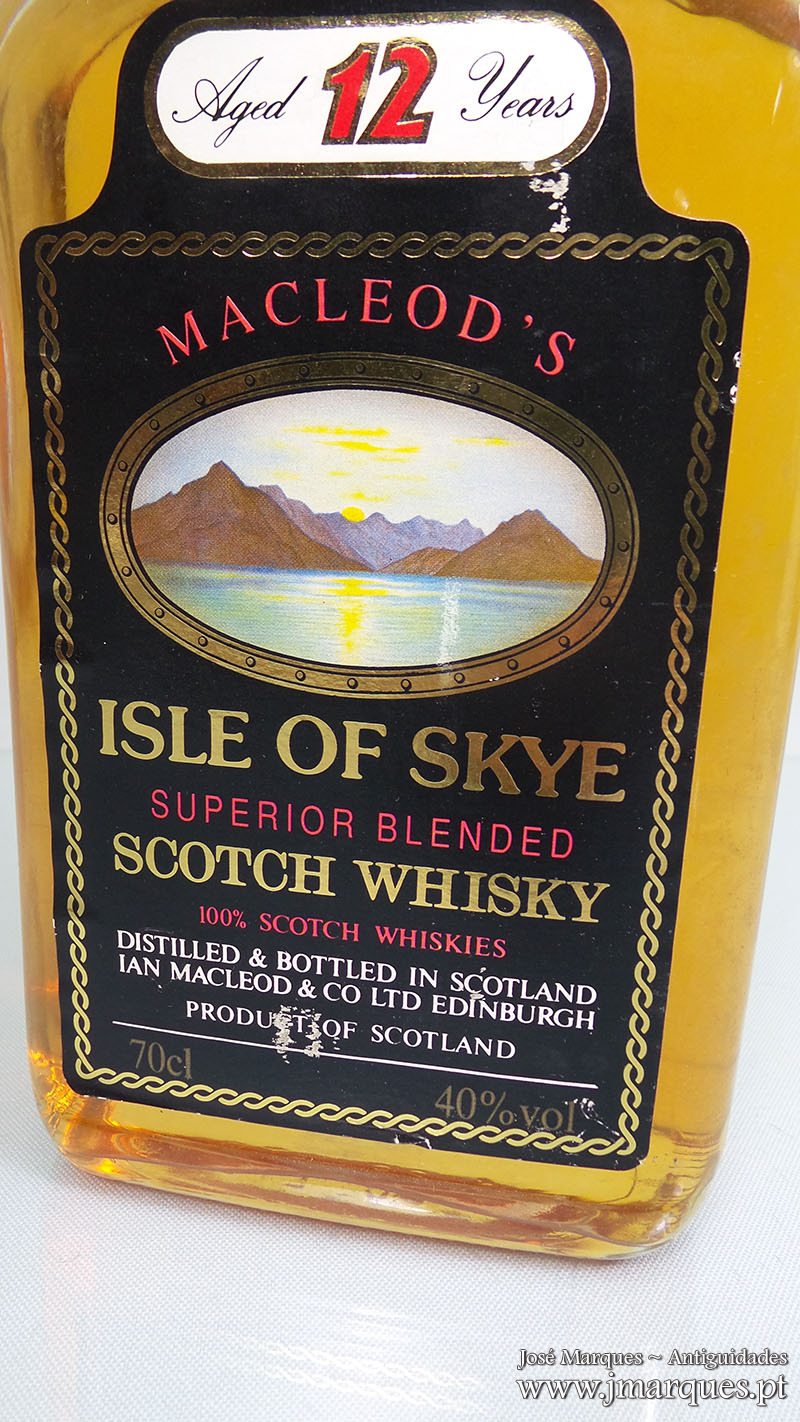 Aged 12 Years
MACLEOD'S
ISLE OF SKYE
SUPERIOR BLENDED
SCOTCH WHISKY
100% SCOTCH WHISKIES
DISTILLED & BOTTLED IN SCOTLAND
IAN MACLEOD & CO LTD EDINBURGH
PRODUCT OF SCOTLAND
70cl
40% vol
José Marques ~ Antiguidades
www.jmarques.pt